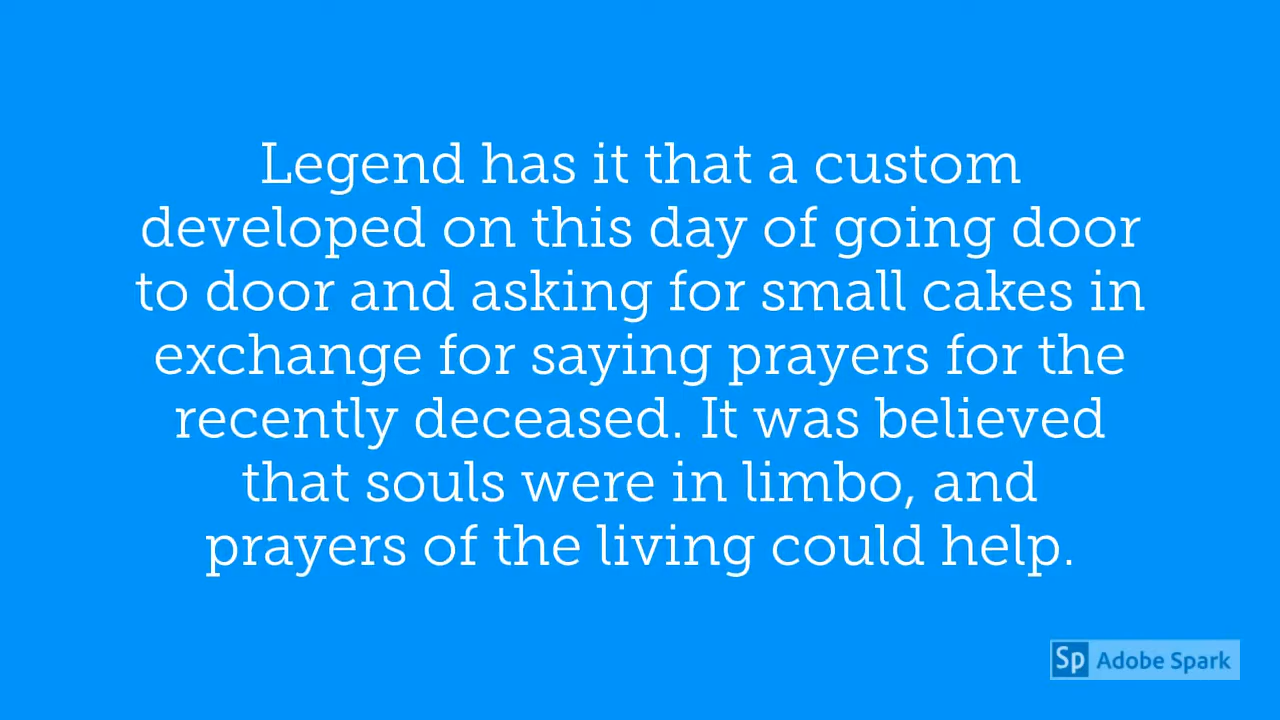 Legend has it that a custom
developed on this day of going door
to door and asking for small cakes in
exchange for saying prayers for the
recently deceased. It was believed
that souls were in limbo, and
prayers of the living could help.
Sp Adobe Spark